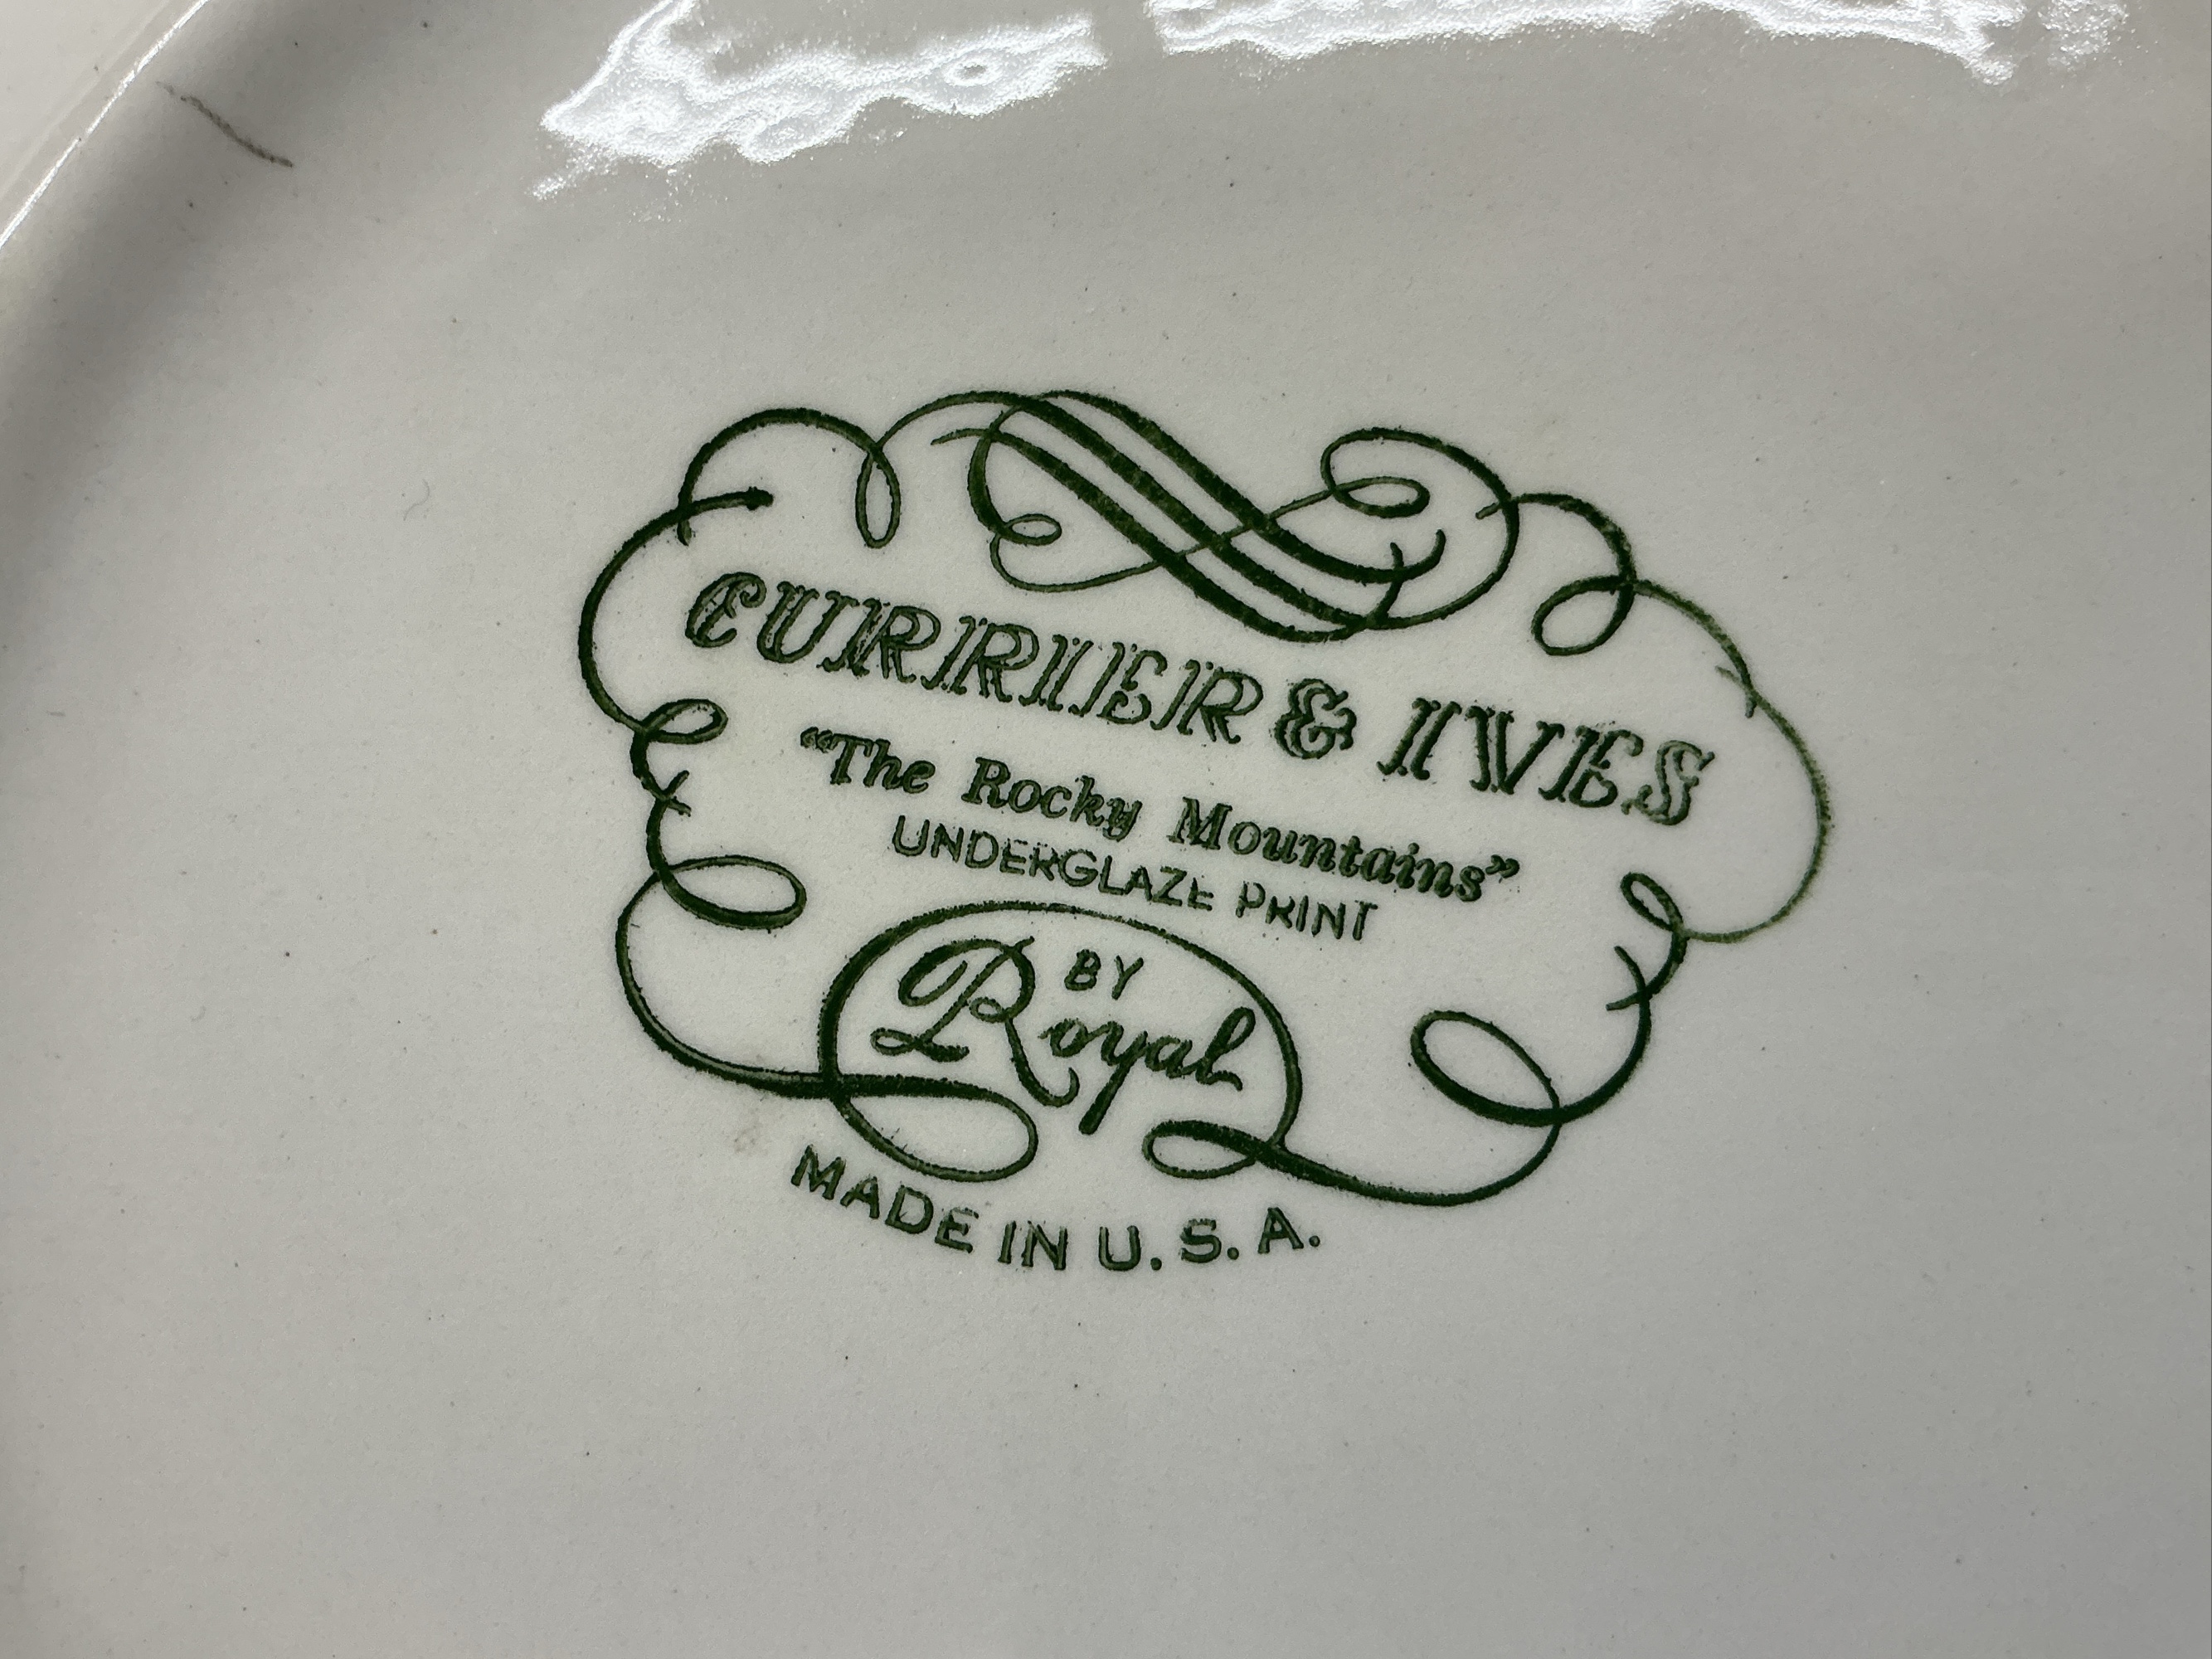 CURRIER & IVES
“The Rocky Mountains”
UNDERGLAZE PRINT
BY
Royal
MADE IN U.S.A.